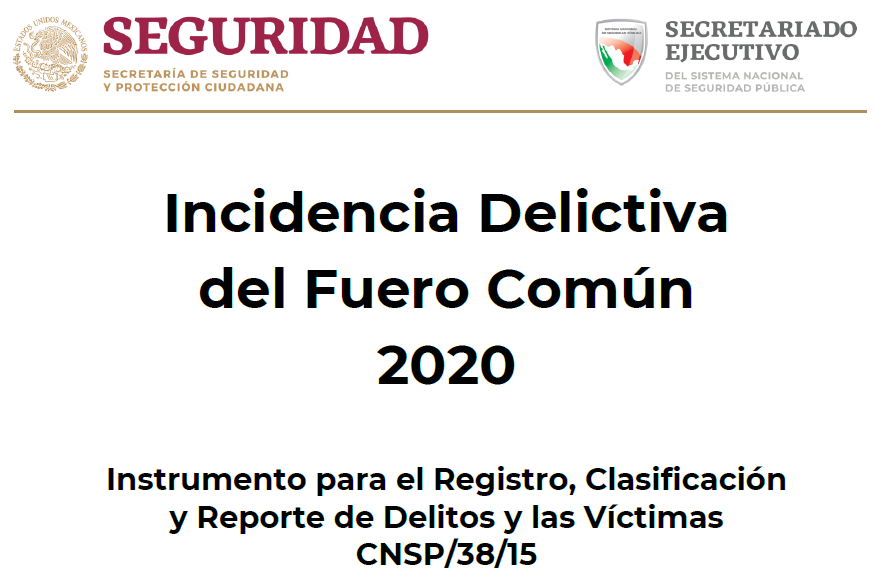 ESTADOS UNIDOS MEXICANOS
SEGURIDAD
SECRETARÍA DE SEGURIDAD
Y PROTECCIÓN CIUDADANA
SECRETARIADO
EJECUTIVO
DEL SISTEMA NACIONAL
DE SEGURIDAD PÚBLICA
Incidencia Delictiva
del Fuero Común
2020
Instrumento para el Registro, Clasificación
y Reporte de Delitos y las Víctimas
CNSP/38/15